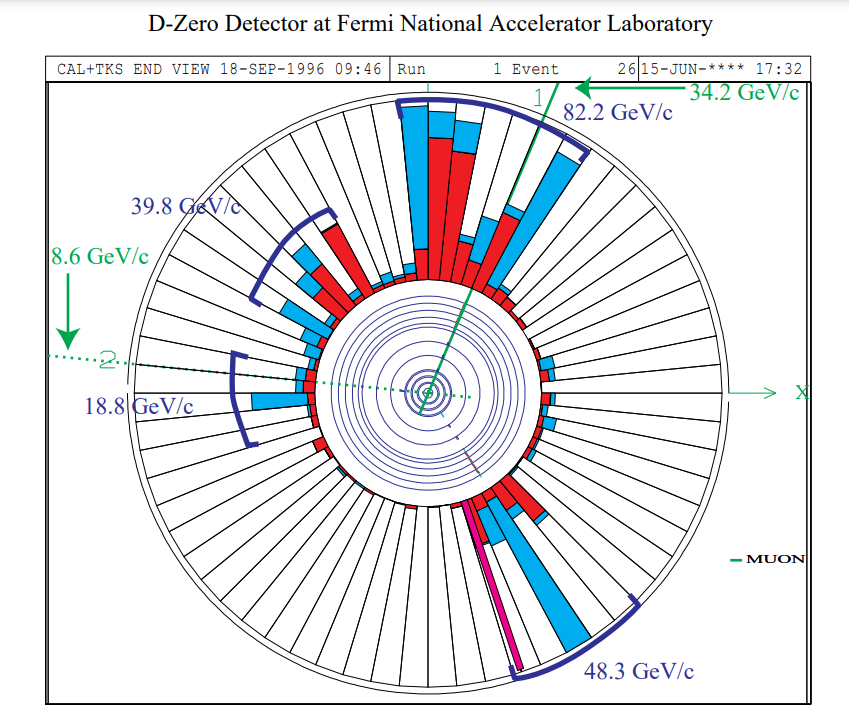 D-Zero Detector at Fermi National Accelerator Laboratory
CAL+TKS END VIEW 18-SEP-1996 09:46 Run 1 Event 26 15-JUN-**** 17:32
34.2 GeV/c
1
82.2 GeV/c
39.8 GeV/c
8.6 GeV/c
2
X
18.8 GeV/c
MUON
48.3 GeV/c